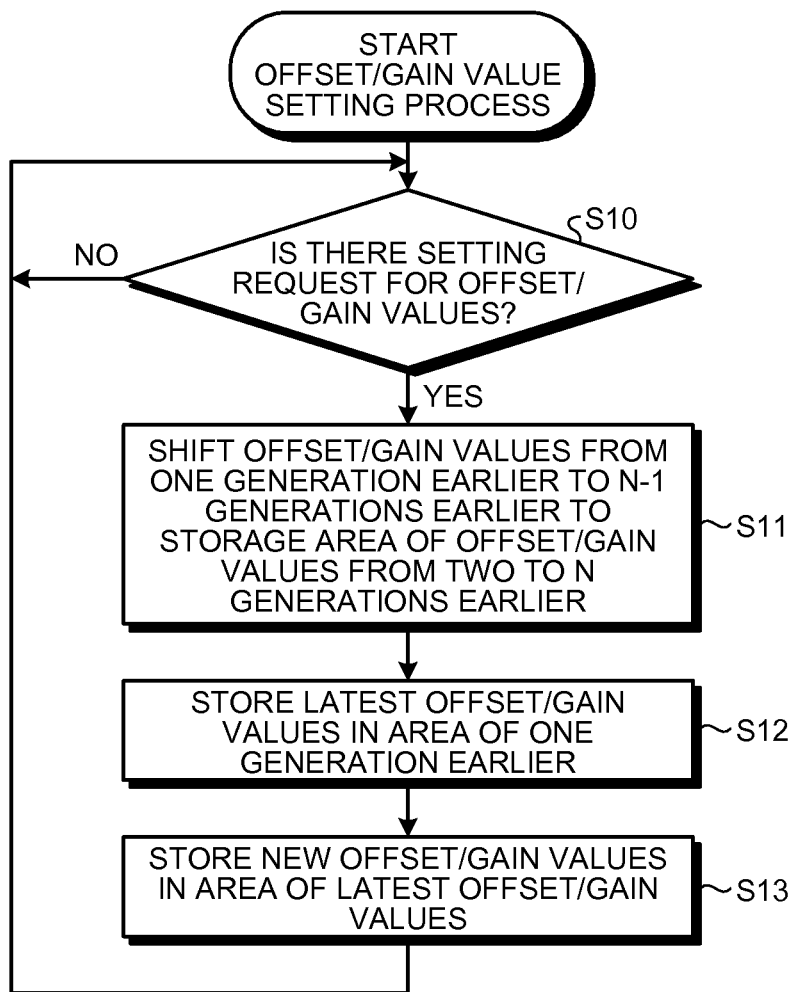 START
OFFSET/GAIN VALUE
SETTING PROCESS
S10
NO
IS THERE SETTING
REQUEST FOR OFFSET/
GAIN VALUES?
YES
SHIFT OFFSET/GAIN VALUES FROM
ONE GENERATION EARLIER TO N-1
GENERATIONS EARLIER TO
STORAGE AREA OF OFFSET/GAIN
VALUES FROM TWO TO N
GENERATIONS EARLIER
S11
STORE LATEST OFFSET/GAIN
VALUES IN AREA OF ONE
GENERATION EARLIER
S12
STORE NEW OFFSET/GAIN VALUES
IN AREA OF LATEST OFFSET/GAIN
VALUES
S13